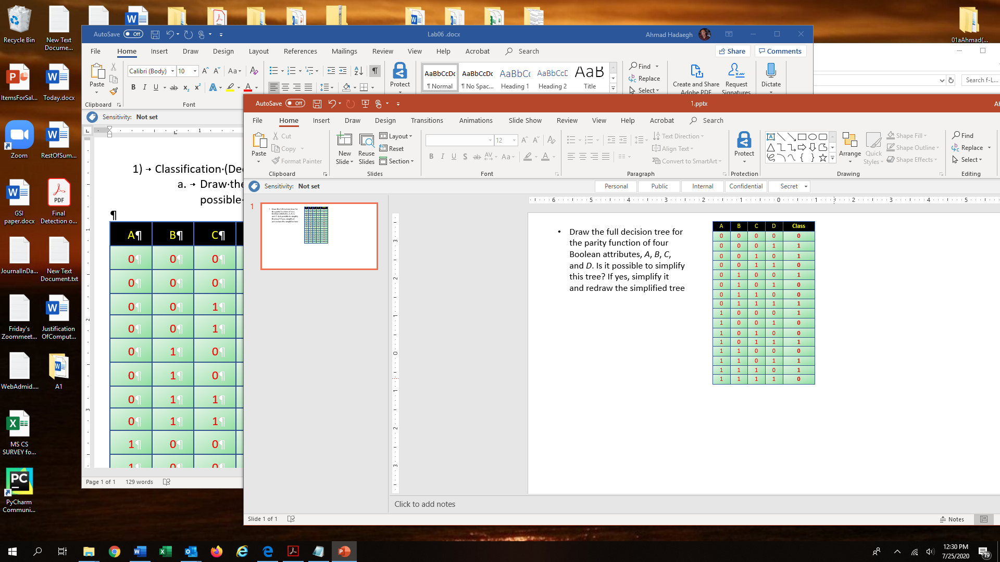 Recycle Bin
New Text
Docume...
01aAhmad(...
ItemsForSal...
Today.docx
Zoom
RestOfSum...
GSI
paper.docx
Final
Detection o...
JournalInDa...
New Text
Document.txt
Friday's
Zoommeet...
Justification
OfComput...
WebAdmid....
A1
MS CS
SURVEY fo...
PyCharm
Communi...
AutoSave Off
Lab06 .docx
Ahmad Hadaegh
File Home Insert Draw Design Layout References Mailings Review View Help Acrobat Search
Share Comments
Paste
Calibri (Body) 10
Clipboard
Font
Protect
AaBbCcDc AaBbCcDc AaBbCc AaBbCcD AaB
¶ Normal ¶ No Spac... Heading 1 Heading 2 Title
Find
Replace
Select
Create and Share
Adobe PDF
Request
Signatures
Dictate
Search f-L...
Sensitivity: Not set
1) → Classification·(Dec
a. → Draw·the
possible·
¶
A¶ B¶ C¶
0¶ 0¶ 0¶
0¶ 0¶ 0¶
0¶ 0¶ 1¶
0¶ 0¶ 1¶
0¶ 1¶ 0¶
0¶ 1¶ 0¶
0¶ 1¶ 1¶
0¶ 1¶ 1¶
1¶ 0¶ 0¶
1¶ 0¶ 0¶
Page 1 of 1 129 words
AutoSave Off
1.pptx
File Home Insert Draw Design Transitions Animations Slide Show Review View Help Acrobat Search
Paste
Cut
Copy
Format Painter
Clipboard
New
Slide
Reuse
Slides
Layout
Reset
Section
Slides
12
Font
Text Direction
Align Text
Convert to SmartArt
Paragraph
Protect
Protection
Arrange
Quick
Styles
Shape Fill
Shape Outline
Shape Effects
Drawing
Find
Replace
Select
Editing
Sensitivity: Not set
Personal Public Internal Confidential Secret
1
• Draw the full decision tree for
the parity function of four
Boolean attributes, A, B, C,
and D. Is it possible to simplify
this tree? If yes, simplify it
and redraw the simplified tree
A B C D Class
0 0 0 0 0
0 0 0 1 1
0 0 1 0 1
0 0 1 1 0
0 1 0 0 1
0 1 0 1 0
0 1 1 0 0
0 1 1 1 1
1 0 0 0 1
1 0 0 1 0
1 0 1 0 0
1 0 1 1 1
1 1 0 0 0
1 1 0 1 1
1 1 1 0 1
1 1 1 1 0
Click to add notes
Slide 1 of 1
Notes
12:30 PM
7/25/2020
19